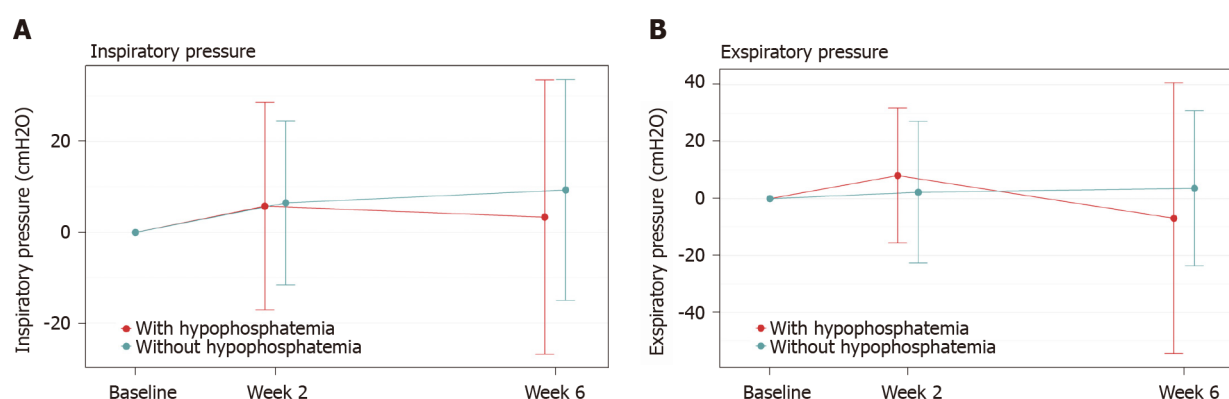 A
Inspiratory pressure
Inspiratory pressure (cmH2O)
20
0
-20
With hypophosphatemia
Without hypophosphatemia
Baseline
Week 2
Week 6
B
Exspiratory pressure
Exspiratory pressure (cmH2O)
40
20
0
-20
-40
With hypophosphatemia
Without hypophosphatemia
Baseline
Week 2
Week 6